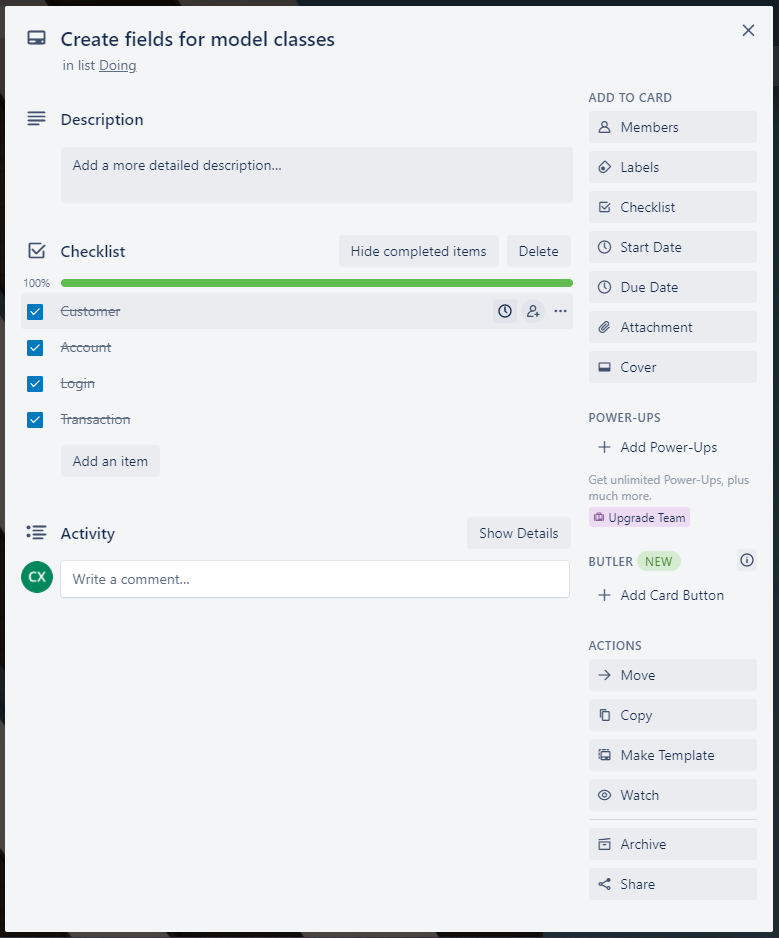 Create fields for model classes
in list Doing
Description
Add a more detailed description...
Checklist
Hide completed items
Delete
100%
Customer
Account
Login
Transaction
Add an item
Activity
Show Details
CX
Write a comment...
ADD TO CARD
Members
Labels
Checklist
Start Date
Due Date
Attachment
Cover
POWER-UPS
Add Power-Ups
Get unlimited Power-Ups, plus
much more.
Upgrade Team
BUTLER NEW
Add Card Button
ACTIONS
Move
Copy
Make Template
Watch
Archive
Share